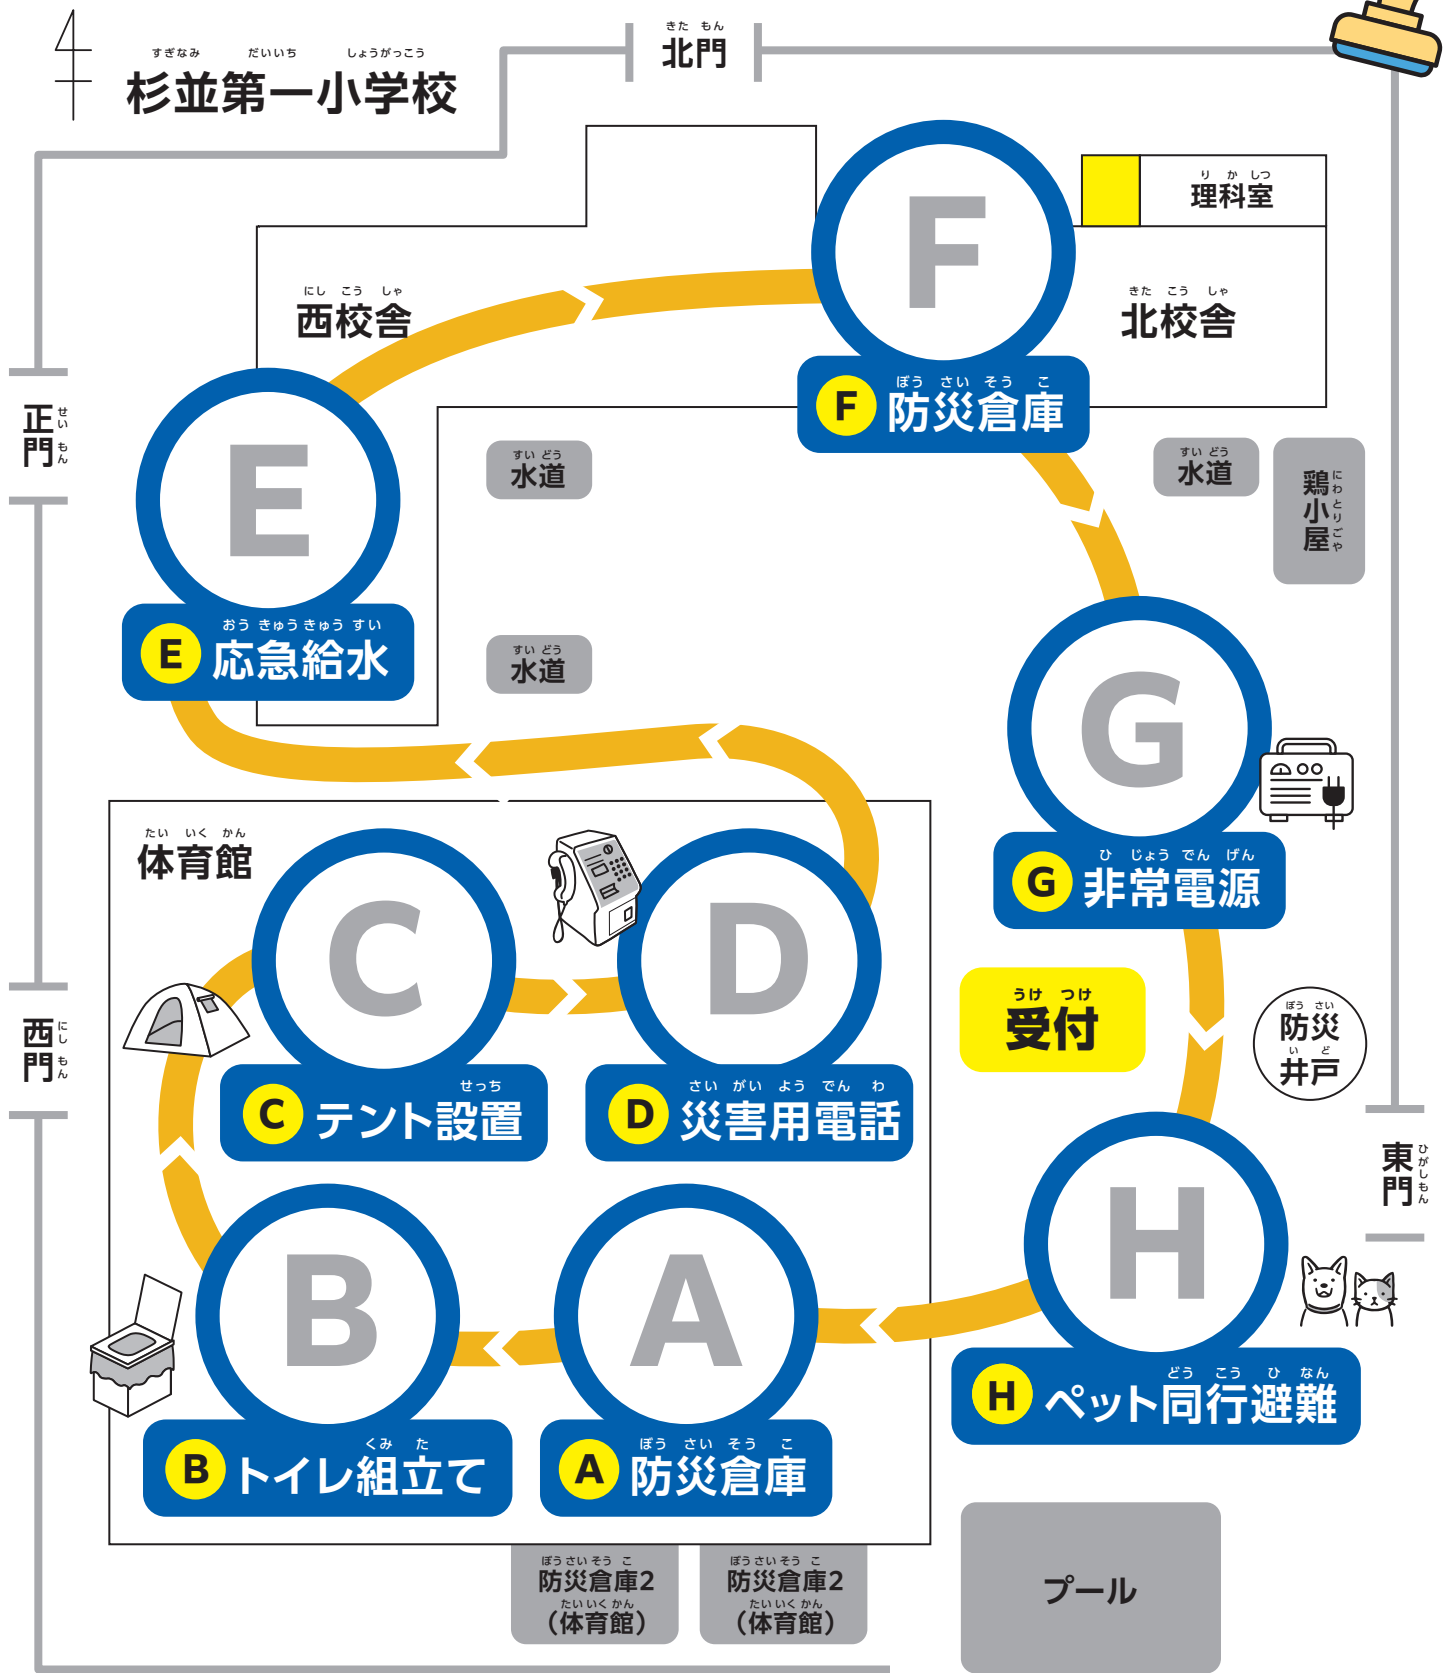 すぎなみ だいいち しょうがっこう
杉並第一小学校
きた もん
北門
り か しつ
理科室
F
にし こう しゃ
西校舎
きた こう しゃ
北校舎
ぼう さい そう こ
F 防災倉庫
正門
せい もん
E
すい どう
水道
すい どう
水道
鶏小屋
にわとりごや
おう きゅう きゅう すい
E 応急給水
すい どう
水道
G
たい いく かん
体育館
ひ じょう でん げん
G 非常電源
C
D
うけ つけ
受付
ぼう さい
防災
い ど
井戸
西門
にし もん
せっち
C テント設置
さい がい よう でん わ
D 災害用電話
東門
ひがしもん
H
B
A
どう こう ひ なん
H ペット同行避難
くみ た
B トイレ組立て
ぼう さい そう こ
A 防災倉庫
ぼう さい そう こ
防災倉庫2
たい いく かん
(体育館)
ぼう さい そう こ
防災倉庫2
たい いく かん
(体育館)
プール